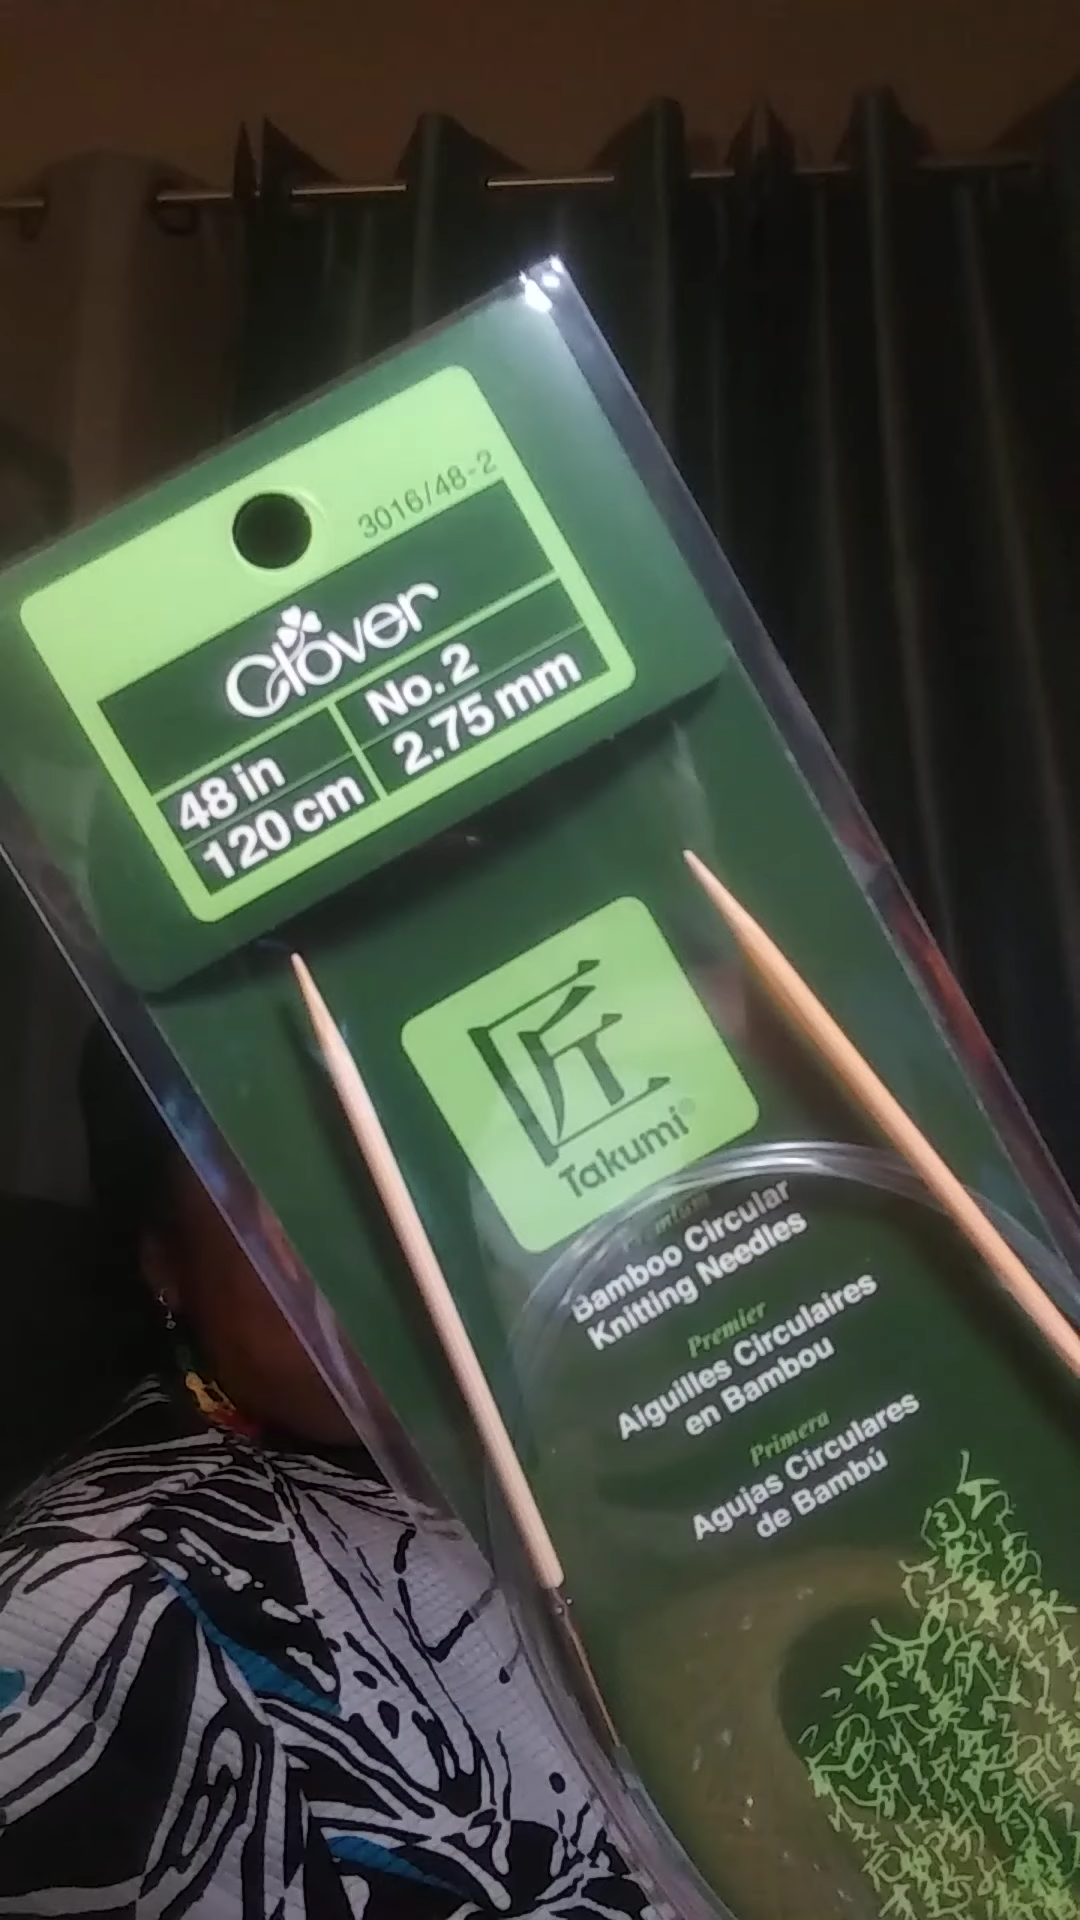 3016/48-2
Clover
48 in
120 cm
No. 2
2.75 mm
匠
Takumi®
Premium
Bamboo Circular
Knitting Needles
Premier
Aiguilles Circulaires
en Bambou
Primera
Agujas Circulares
de Bambú